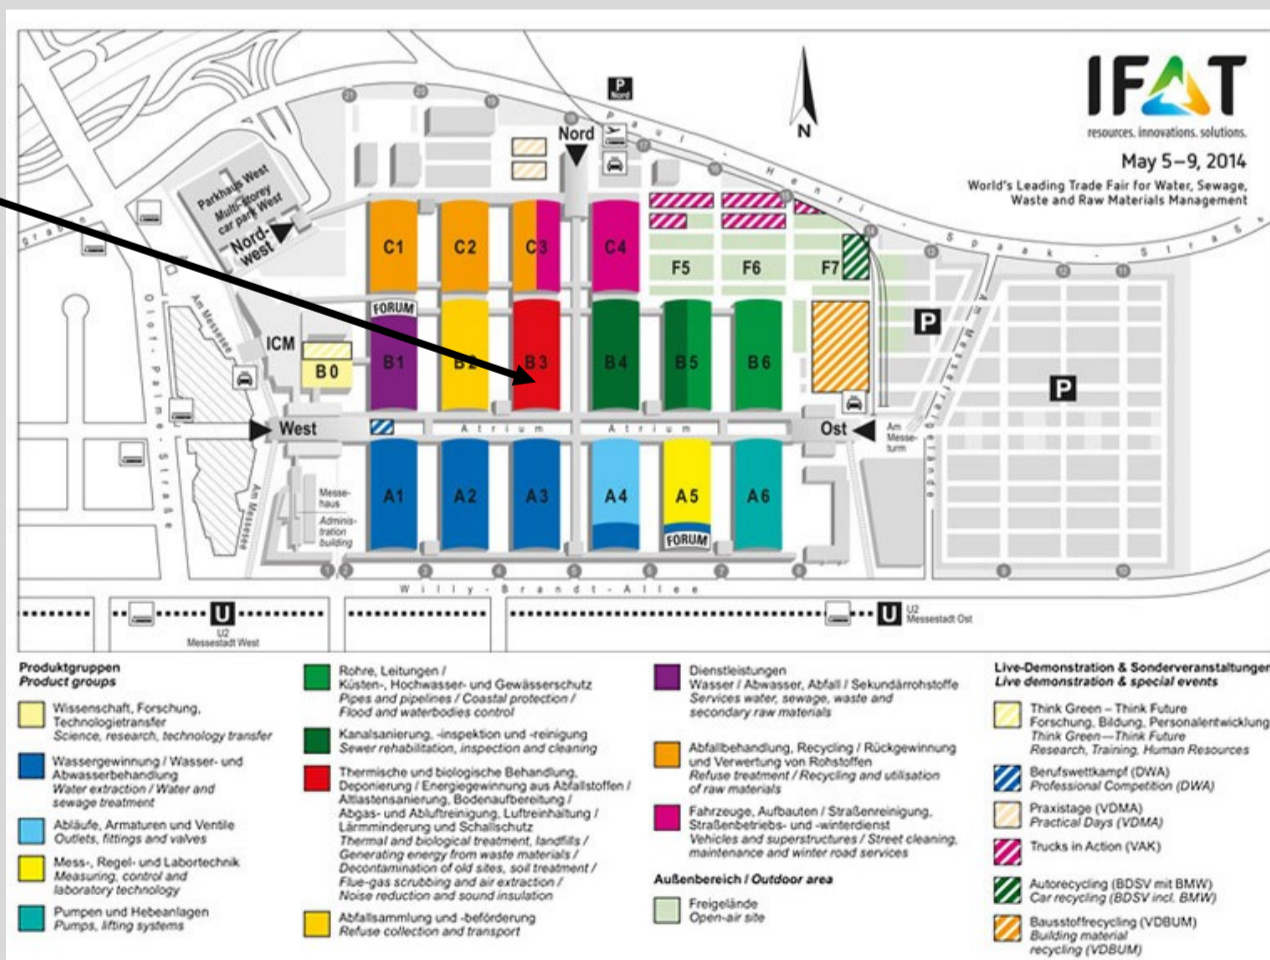 IFAT
resources. innovations. solutions.
May 5–9, 2014
World's Leading Trade Fair for Water, Sewage,
Waste and Raw Materials Management
N
P
Nord
Nord
Paul-Henri-Spaak-Straße
Parkhaus West
Multi-storey
car park West
Nord-
west
C1
C2
C3
C4
F5
F6
F7
FORUM
ICM
B0
B1
B2
B3
B4
B5
B6
P
P
West
Atrium
Atrium
Ost
Am
Messe-
turm
Am Messefreigelände
Olof-Palme-Straße
Am Messesee
Am Messesee
Messe-
haus
Adminis-
tration
building
A1
A2
A3
A4
A5
A6
FORUM
Willy-Brandt-Allee
U
U2
Messestadt West
U
U2
Messestadt Ost
Produktgruppen
Product groups
Wissenschaft, Forschung,
Technologietransfer
Science, research, technology transfer
Wassergewinnung / Wasser- und
Abwasserbehandlung
Water extraction / Water and
sewage treatment
Abläufe, Armaturen und Ventile
Outlets, fittings and valves
Mess-, Regel- und Labortechnik
Measuring, control and
laboratory technology
Pumpen und Hebeanlagen
Pumps, lifting systems
Rohre, Leitungen /
Küsten-, Hochwasser- und Gewässerschutz
Pipes and pipelines / Coastal protection /
Flood and waterbodies control
Kanalsanierung, -inspektion und -reinigung
Sewer rehabilitation, inspection and cleaning
Thermische und biologische Behandlung,
Deponierung / Energiegewinnung aus Abfallstoffen /
Altlastensanierung, Bodenaufbereitung /
Abgas- und Abluftreinigung, Luftreinhaltung /
Lärmminderung und Schallschutz
Thermal and biological treatment, landfills /
Generating energy from waste materials /
Decontamination of old sites, soil treatment /
Flue-gas scrubbing and air extraction /
Noise reduction and sound insulation
Abfallsammlung und -beförderung
Refuse collection and transport
Dienstleistungen
Wasser / Abwasser, Abfall / Sekundärrohstoffe
Services water, sewage, waste and
secondary raw materials
Abfallbehandlung, Recycling / Rückgewinnung
und Verwertung von Rohstoffen
Refuse treatment / Recycling and utilisation
of raw materials
Fahrzeuge, Aufbauten / Straßenreinigung,
Straßenbetriebs- und -winterdienst
Vehicles and superstructures / Street cleaning,
maintenance and winter road services
Außenbereich / Outdoor area
Freigelände
Open-air site
Live-Demonstration & Sonderveranstaltungen
Live demonstration & special events
Think Green – Think Future
Forschung, Bildung, Personalentwicklung
Think Green—Think Future
Research, Training, Human Resources
Berufswettkampf (DWA)
Professional Competition (DWA)
Praxistage (VDMA)
Practical Days (VDMA)
Trucks in Action (VAK)
Autorecycling (BDSV mit BMW)
Car recycling (BDSV incl. BMW)
Bausstoffrecycling (VDBUM)
Building material
recycling (VDBUM)